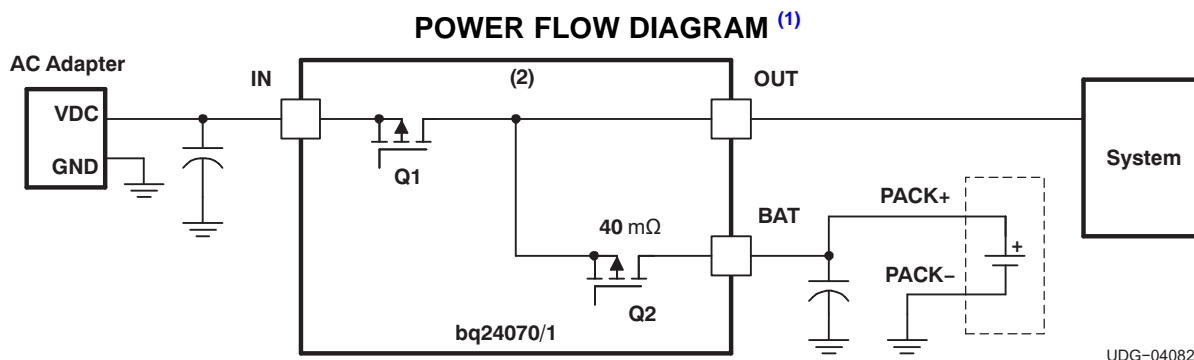 POWER FLOW DIAGRAM (1)
AC Adapter
VDC
GND
IN
(2)
OUT
Q1
System
40 mΩ
BAT
PACK+
+
PACK−
Q2
bq24070/1
UDG−04082